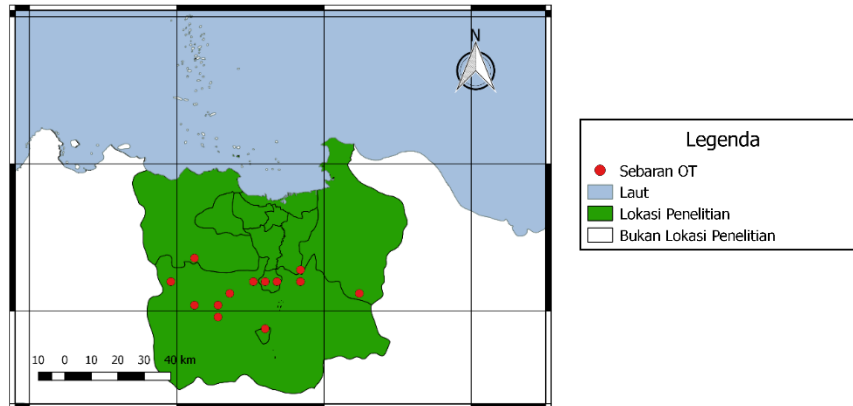 N
10 0 10 20 30 40 km
Legenda
Sebaran OT
Laut
Lokasi Penelitian
Bukan Lokasi Penelitian